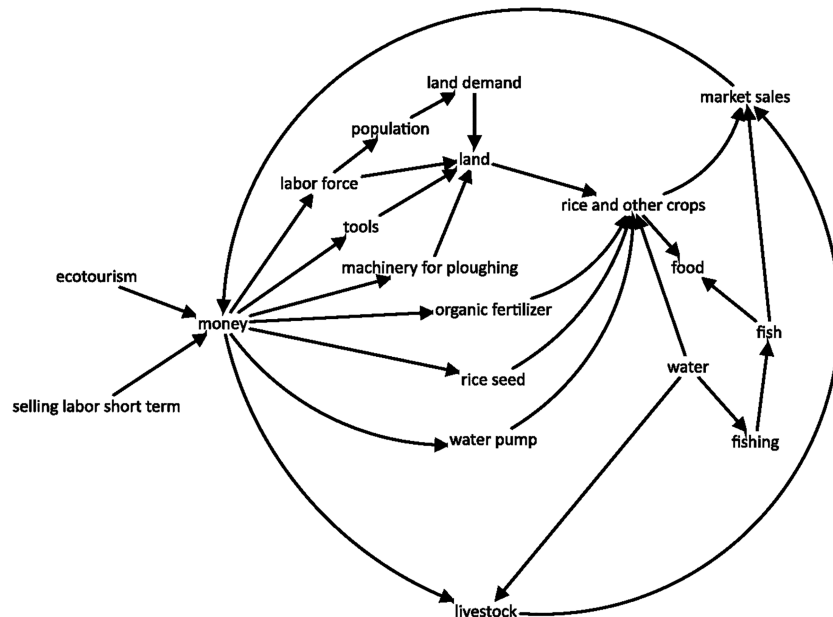 land demand
market sales
population
land
labor force
rice and other crops
tools
machinery for ploughing
food
ecotourism
organic fertilizer
money
fish
water
rice seed
selling labor short term
water pump
fishing
livestock